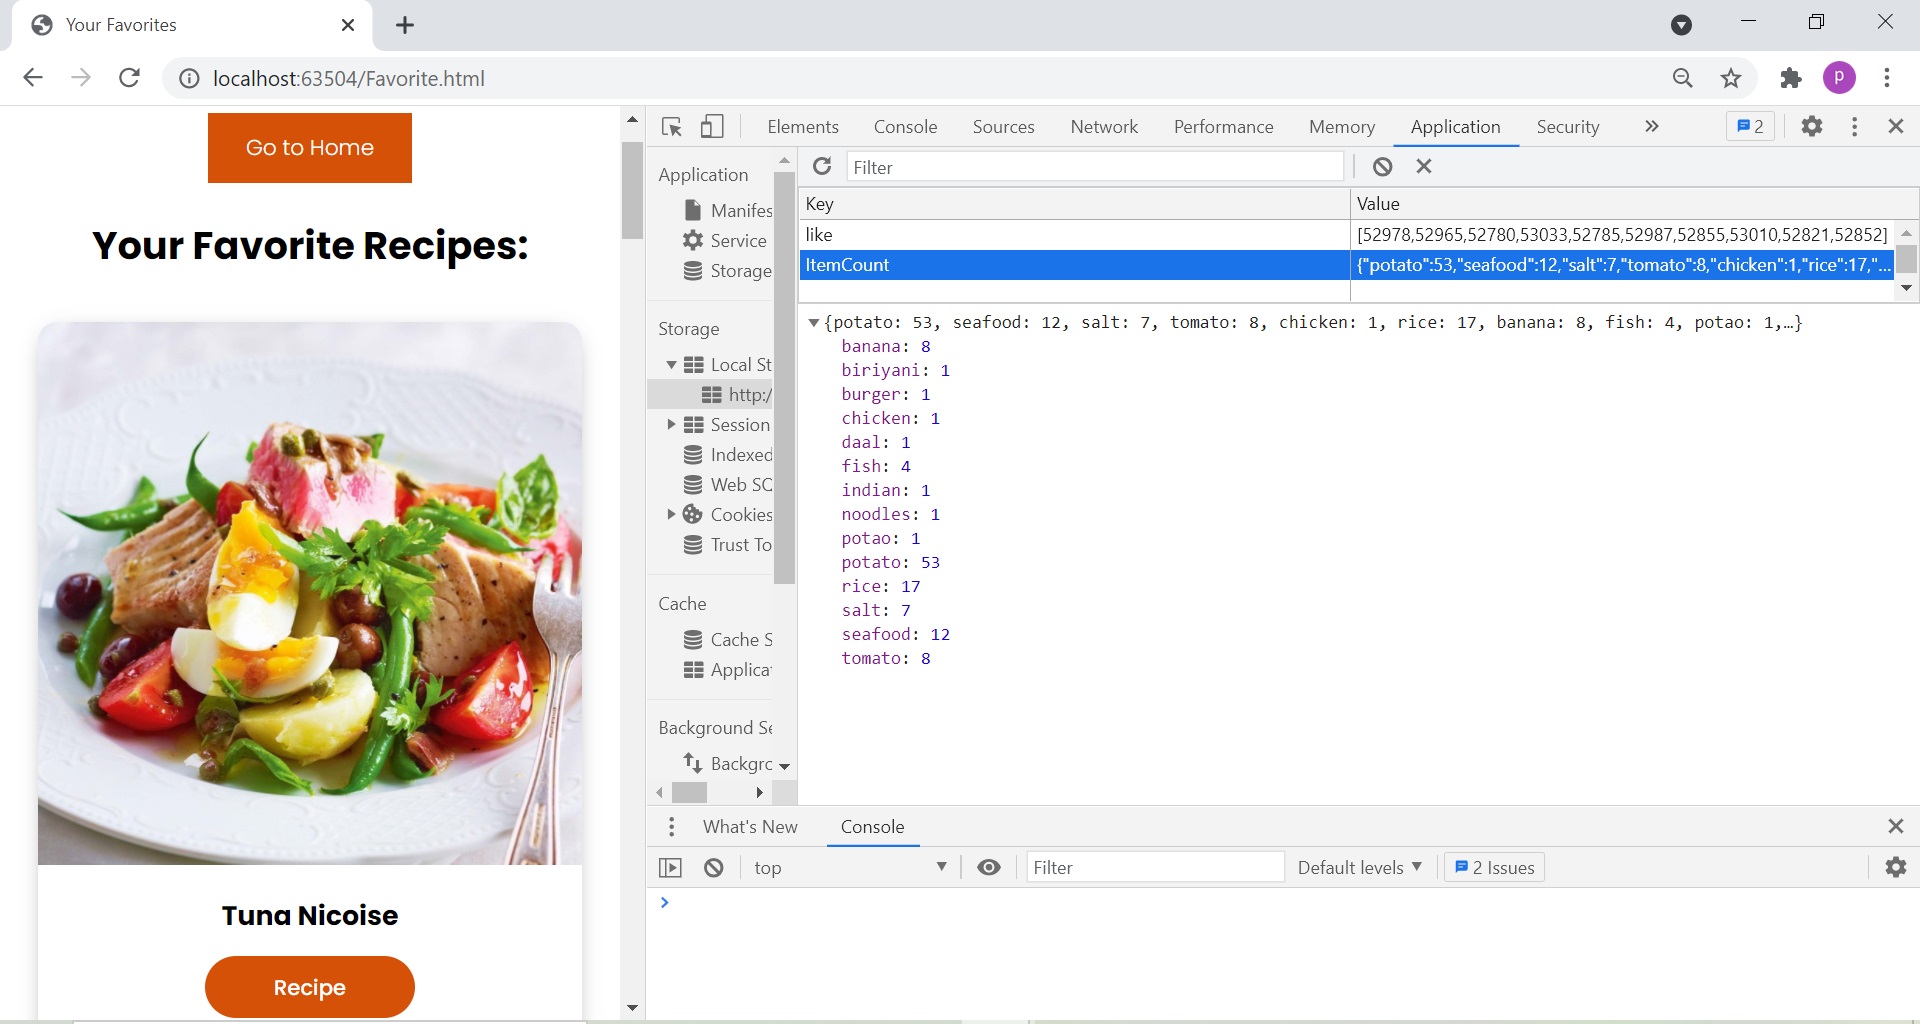 Your Favorites
localhost:63504/Favorite.html
p
Go to Home
Your Favorite Recipes:
Tuna Nicoise
Recipe
Elements Console Sources Network Performance Memory Application Security » 2
Application
Manifes
Service
Storage
Storage
Local St
http:/
Session
Indexed
Web SQ
Cookies
Trust To
Cache
Cache S
Applicat
Background Se
Backgro
Filter
Key Value
like [52978,52965,52780,53033,52785,52987,52855,53010,52821,52852]
ItemCount {"potato":53,"seafood":12,"salt":7,"tomato":8,"chicken":1,"rice":17,"...
{potato: 53, seafood: 12, salt: 7, tomato: 8, chicken: 1, rice: 17, banana: 8, fish: 4, potao: 1,…}
banana: 8
biriyani: 1
burger: 1
chicken: 1
daal: 1
fish: 4
indian: 1
noodles: 1
potao: 1
potato: 53
rice: 17
salt: 7
seafood: 12
tomato: 8
What's New Console
top Filter Default levels 2 Issues